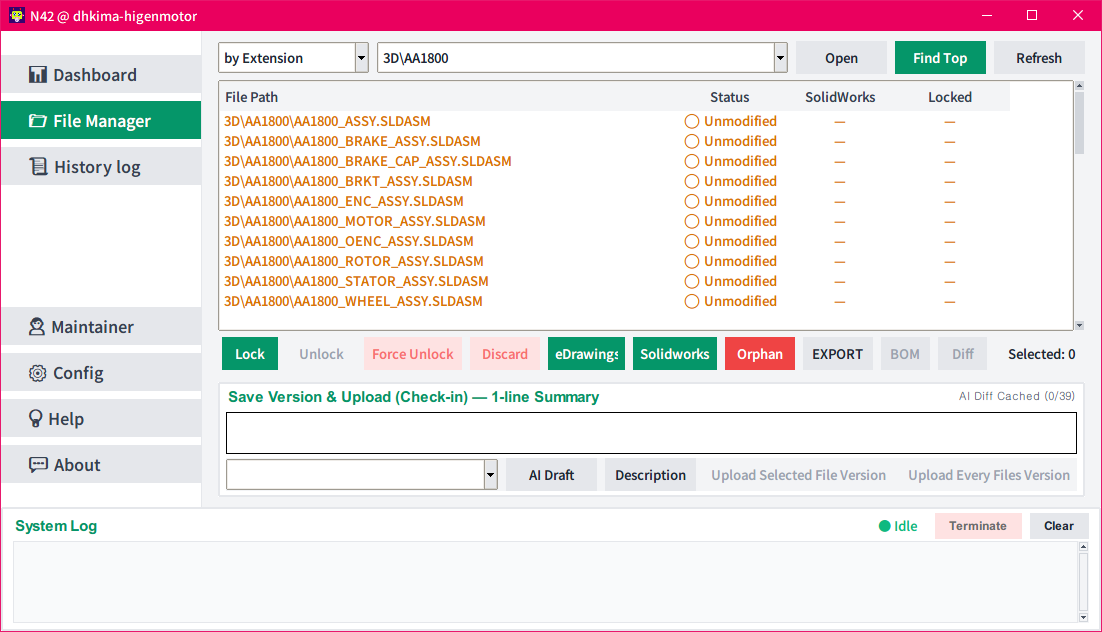 N42 @ dhkima-higenmotor
Dashboard
File Manager
History log
Maintainer
Config
Help
About
by Extension
3D\AA1800
Open
Find Top
Refresh
File Path Status SolidWorks Locked
3D\AA1800\AA1800_ASSY.SLDASM Unmodified —  —
3D\AA1800\AA1800_BRAKE_ASSY.SLDASM Unmodified — —
3D\AA1800\AA1800_BRAKE_CAP_ASSY.SLDASM Unmodified — —
3D\AA1800\AA1800_BRKT_ASSY.SLDASM Unmodified — —
3D\AA1800\AA1800_ENC_ASSY.SLDASM Unmodified — —
3D\AA1800\AA1800_MOTOR_ASSY.SLDASM Unmodified — —
3D\AA1800\AA1800_OENC_ASSY.SLDASM Unmodified — —
3D\AA1800\AA1800_ROTOR_ASSY.SLDASM Unmodified — —
3D\AA1800\AA1800_STATOR_ASSY.SLDASM Unmodified — —
3D\AA1800\AA1800_WHEEL_ASSY.SLDASM Unmodified — —
Lock Unlock Force Unlock Discard eDrawings Solidworks Orphan EXPORT BOM Diff Selected: 0
Save Version & Upload (Check-in) — 1-line Summary AI Diff Cached (0/39)
AI Draft Description Upload Selected File Version Upload Every Files Version
System Log Idle Terminate Clear